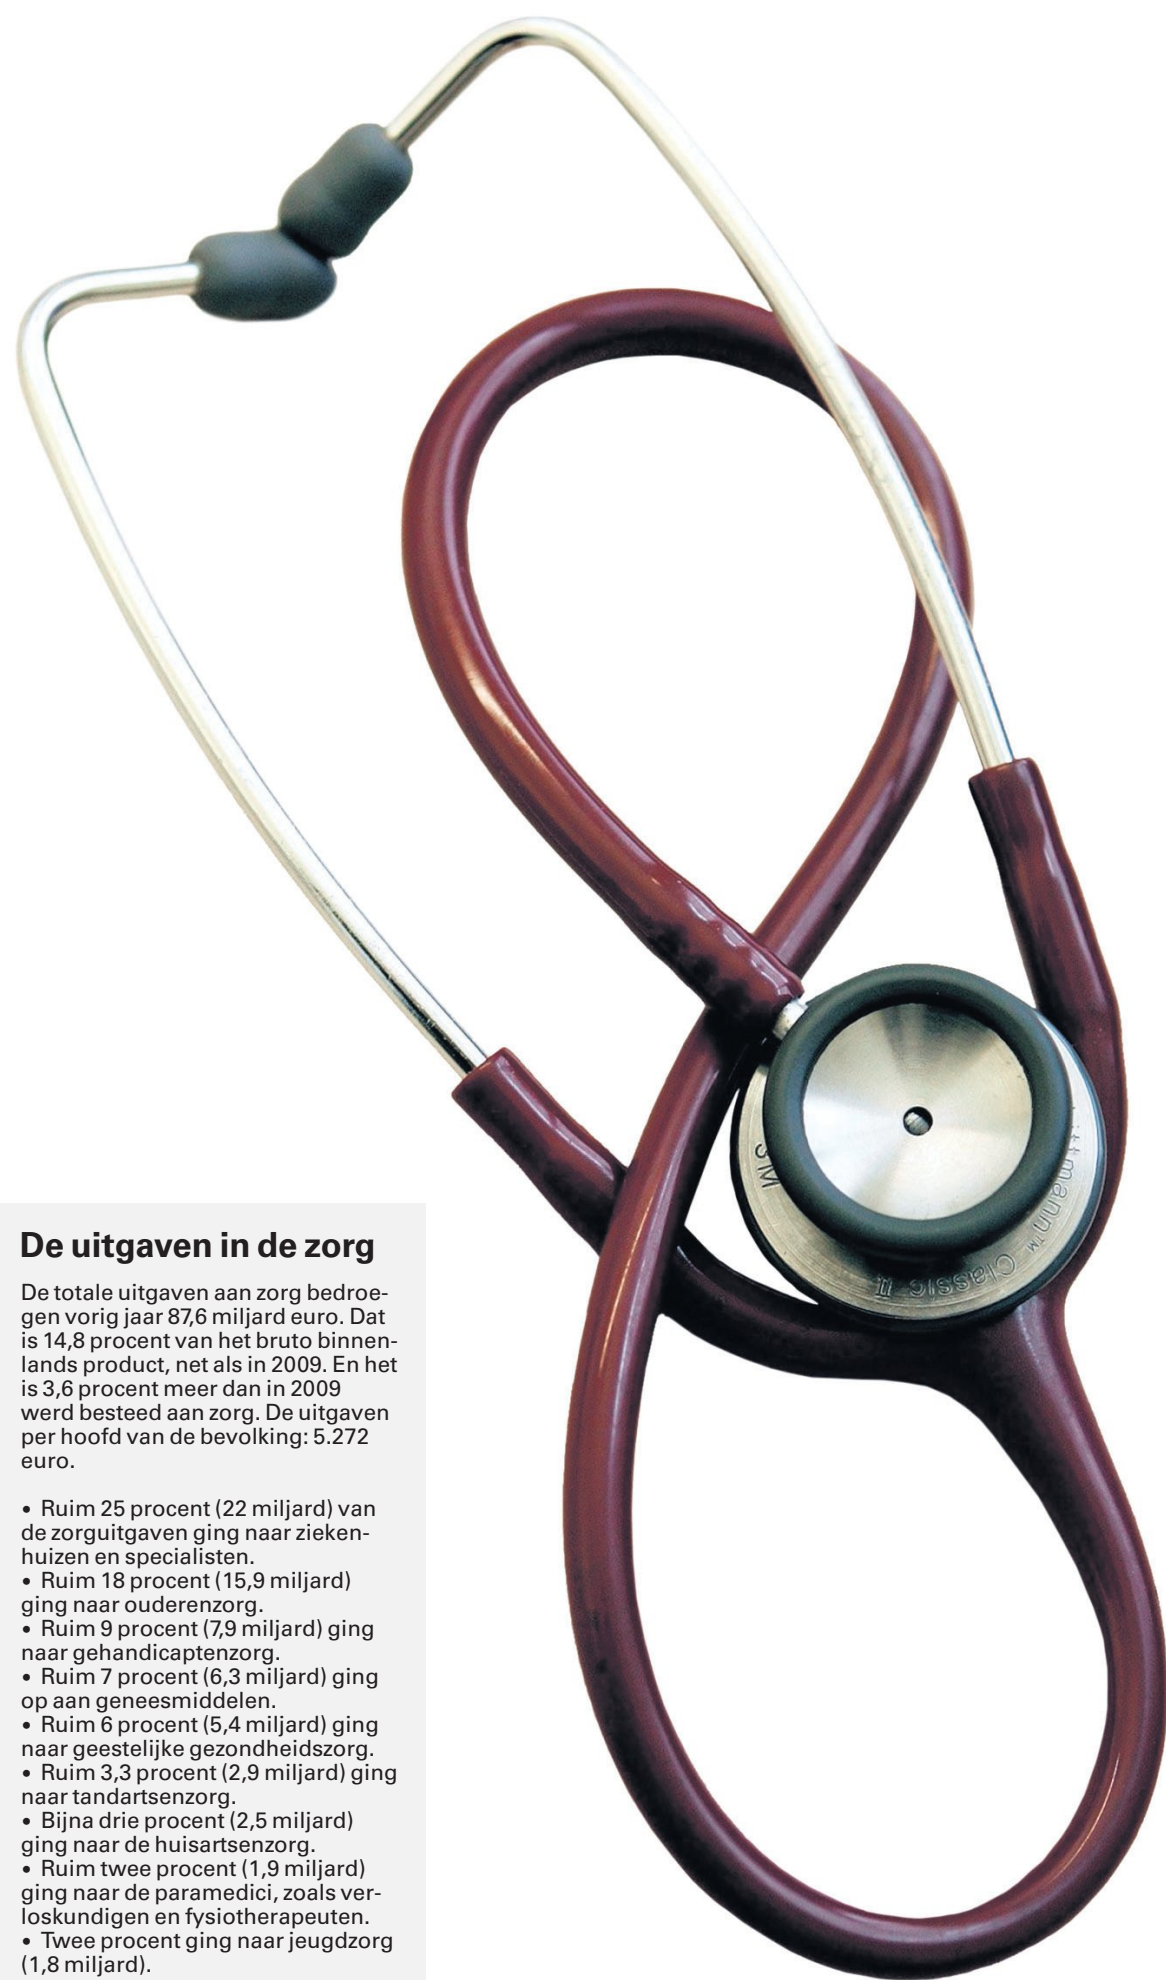 3M
Littmann™ Classic II
De uitgaven in de zorg
De totale uitgaven aan zorg bedroe-
gen vorig jaar 87,6 miljard euro. Dat
is 14,8 procent van het bruto binnen-
lands product, net als in 2009. En het
is 3,6 procent meer dan in 2009
werd besteed aan zorg. De uitgaven
per hoofd van de bevolking: 5.272
euro.
• Ruim 25 procent (22 miljard) van
de zorguitgaven ging naar zieken-
huizen en specialisten.
• Ruim 18 procent (15,9 miljard)
ging naar ouderenzorg.
• Ruim 9 procent (7,9 miljard) ging
naar gehandicaptenzorg.
• Ruim 7 procent (6,3 miljard) ging
op aan geneesmiddelen.
• Ruim 6 procent (5,4 miljard) ging
naar geestelijke gezondheidszorg.
• Ruim 3,3 procent (2,9 miljard) ging
naar tandartsenzorg.
• Bijna drie procent (2,5 miljard)
ging naar de huisartsenzorg.
• Ruim twee procent (1,9 miljard)
ging naar de paramedici, zoals ver-
loskundigen en fysiotherapeuten.
• Twee procent ging naar jeugdzorg
(1,8 miljard).